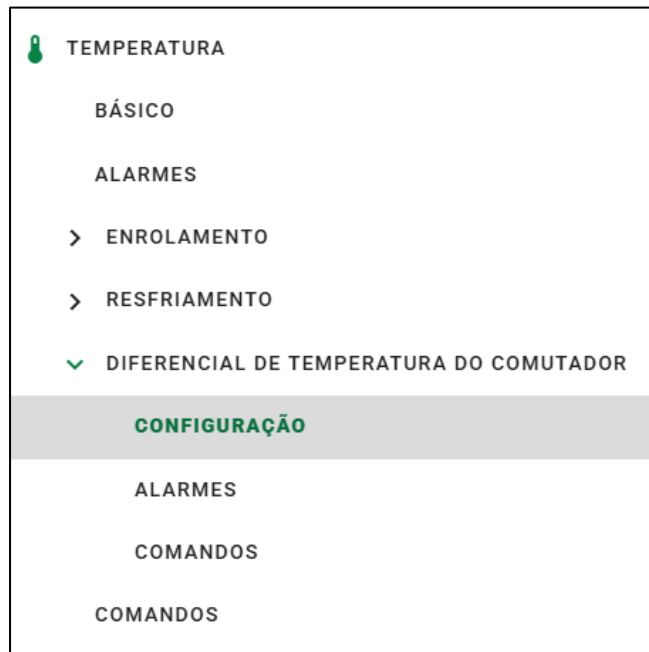 TEMPERATURA
BÁSICO
ALARMES
ENROLAMENTO
RESFRIAMENTO
DIFERENCIAL DE TEMPERATURA DO COMUTADOR
CONFIGURAÇÃO
ALARMES
COMANDOS
COMANDOS